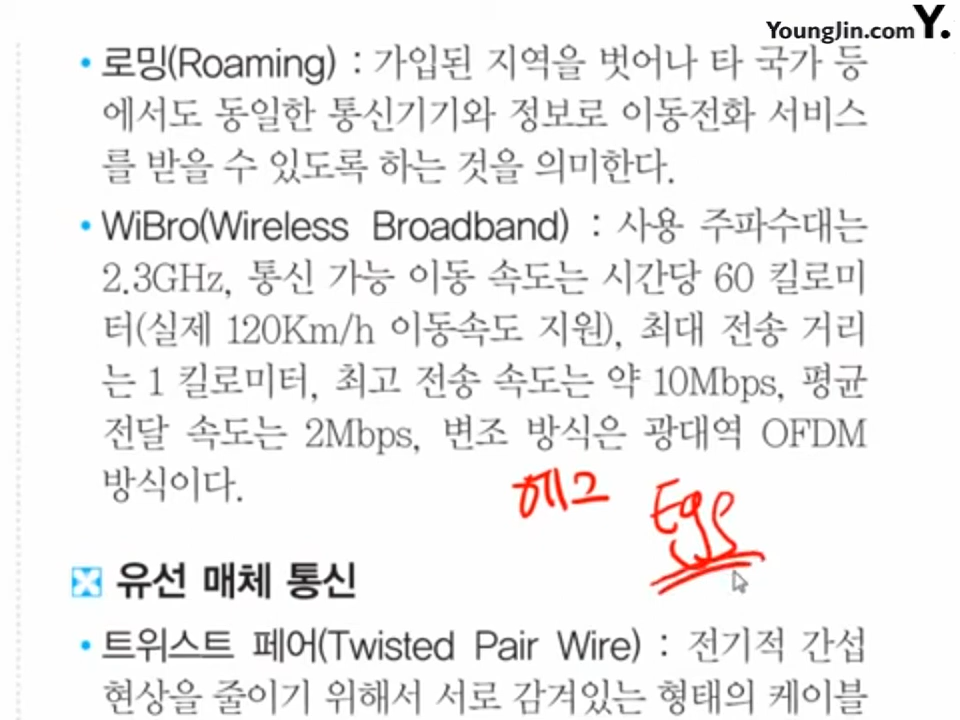 YoungJin.com Y.
• 로밍(Roaming) : 가입된 지역을 벗어나 타 국가 등
에서도 동일한 통신기기와 정보로 이동전화 서비스
를 받을 수 있도록 하는 것을 의미한다.
• WiBro(Wireless Broadband) : 사용 주파수대는
2.3GHz, 통신 가능 이동 속도는 시간당 60 킬로미
터(실제 120Km/h 이동속도 지원), 최대 전송 거리
는 1 킬로미터, 최고 전송 속도는 약 10Mbps, 평균
전달 속도는 2Mbps, 변조 방식은 광대역 OFDM
방식이다.
에그 Egg
유선 매체 통신
• 트위스트 페어(Twisted Pair Wire) : 전기적 간섭
현상을 줄이기 위해서 서로 감겨있는 형태의 케이블